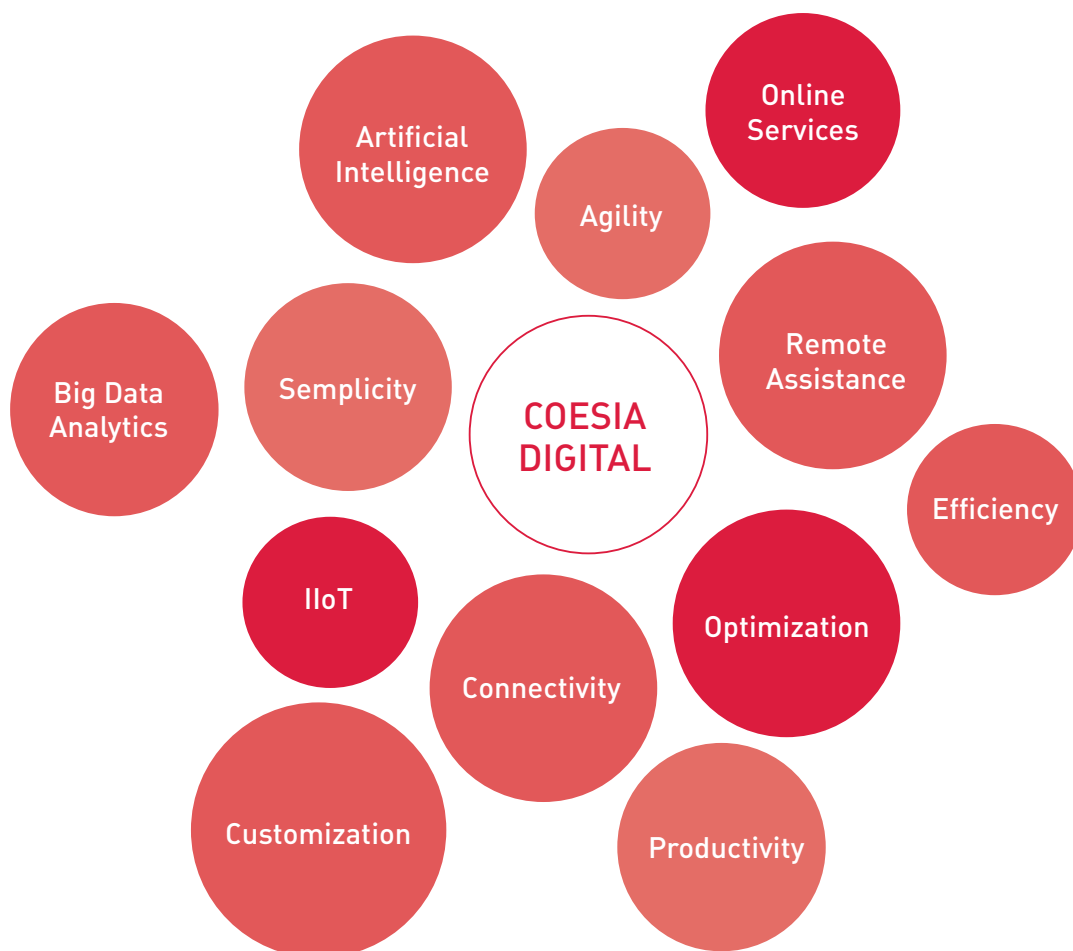 Online
Services
Artificial
Intelligence
Agility
Remote
Assistance
Big Data
Analytics
Semplicity
COESIA
DIGITAL
Efficiency
IIoT
Optimization
Connectivity
Customization
Productivity